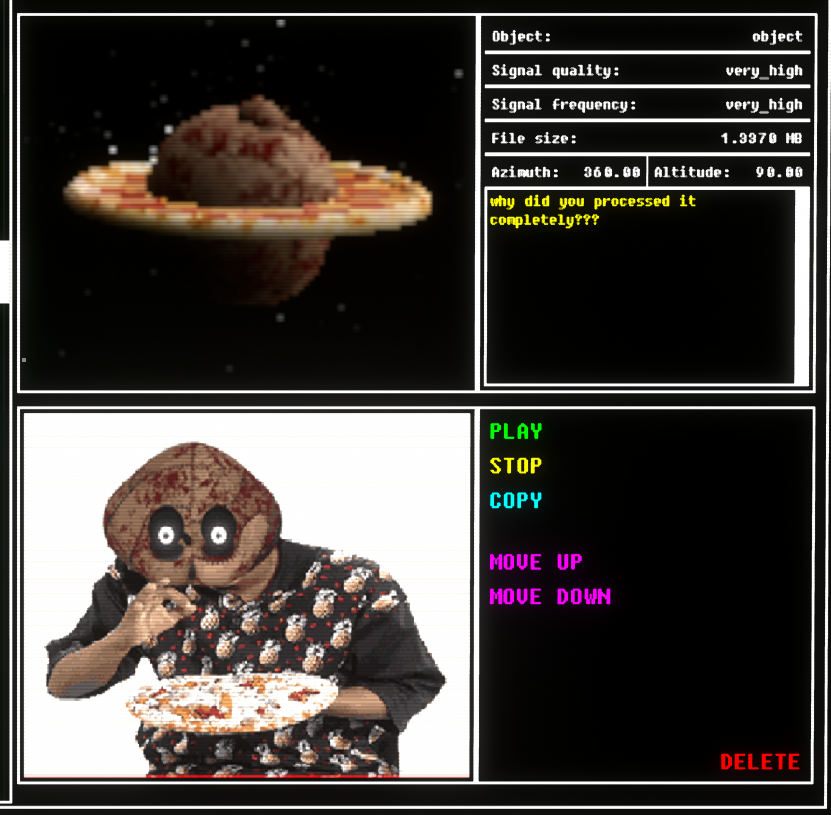 Object: object
Signal quality: very_high
Signal frequency: very_high
File size: 1.3370 MB
Azimuth: 360.00 Altitude: 90.00
why did you processed it
completely???
PLAY
STOP
COPY
MOVE UP
MOVE DOWN
DELETE